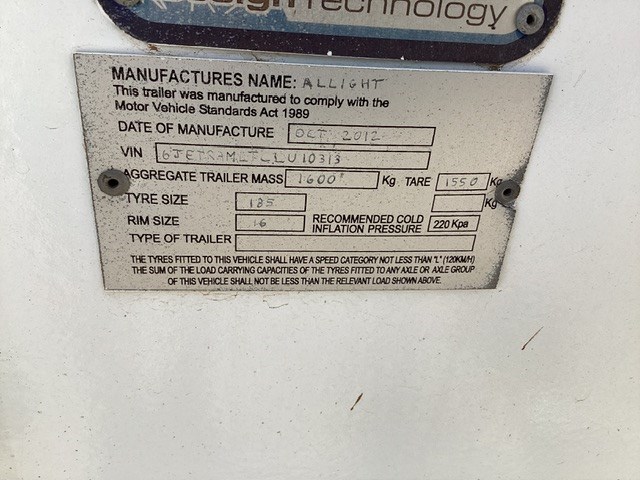 Technology
MANUFACTURES NAME: ALLIGHT
This trailer was manufactured to comply with the
Motor Vehicle Standards Act 1989
DATE OF MANUFACTURE OCT 2012
VIN
AGGREGATE TRAILER MASS 1600 Kg TARE 1550 Kg
TYRE SIZE 185 Kg
RIM SIZE 16 RECOMMENDED COLD INFLATION PRESSURE 220 Kpa
TYPE OF TRAILER
THE TYRES FITTED TO THIS VEHICLE SHALL HAVE A SPEED CATEGORY NOT LESS THAN "L" (120KM/H)
THE SUM OF THE LOAD CARRYING CAPACITIES OF THE TYRES FITTED TO ANY AXLE OR AXLE GROUP
OF THIS VEHICLE SHALL NOT BE LESS THAN THE RELEVANT LOAD SHOWN ABOVE.